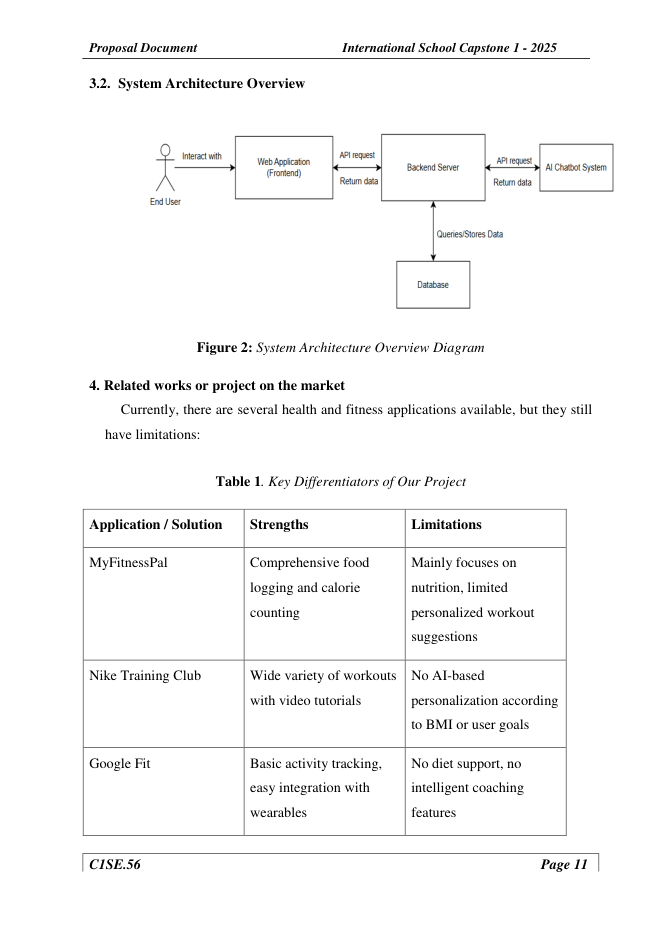 Proposal Document International School Capstone 1 - 2025
3.2. System Architecture Overview
Interact with
End User
Web Application
(Frontend)
API request
Return data
Backend Server
API request
Return data
AI Chatbot System
Queries/Stores Data
Database
Figure 2: System Architecture Overview Diagram
4. Related works or project on the market
Currently, there are several health and fitness applications available, but they still
have limitations:
Table 1. Key Differentiators of Our Project
Application / Solution Strengths Limitations
MyFitnessPal
Comprehensive food
logging and calorie
counting
Mainly focuses on
nutrition, limited
personalized workout
suggestions
Nike Training Club
Wide variety of workouts
with video tutorials
No AI-based
personalization according
to BMI or user goals
Google Fit
Basic activity tracking,
easy integration with
wearables
No diet support, no
intelligent coaching
features
C1SE.56 Page 11